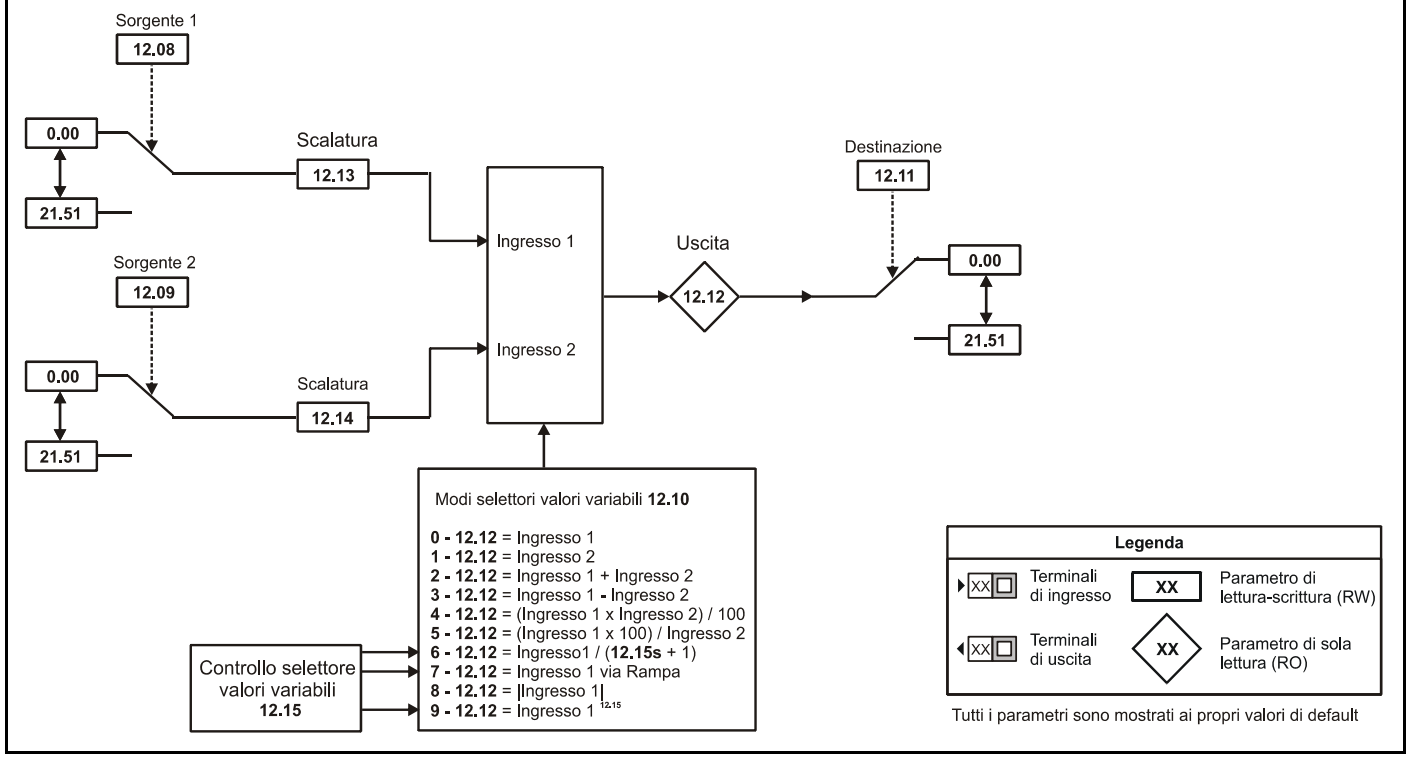 Sorgente 1
12.08
0.00
21.51
Scalatura
12.13
Sorgente 2
12.09
0.00
21.51
Scalatura
12.14
Ingresso 1
Ingresso 2
Uscita
12.12
Destinazione
12.11
0.00
21.51
Modi selettori valori variabili 12.10
0 - 12.12 = Ingresso 1
1 - 12.12 = Ingresso 2
2 - 12.12 = Ingresso 1 + Ingresso 2
3 - 12.12 = Ingresso 1 - Ingresso 2
4 - 12.12 = (Ingresso 1 x Ingresso 2) / 100
5 - 12.12 = (Ingresso 1 x 100) / Ingresso 2
6 - 12.12 = Ingresso1 / (12.15s + 1)
7 - 12.12 = Ingresso 1 via Rampa
8 - 12.12 = |Ingresso 1|
9 - 12.12 = Ingresso 1 12.15
Controllo selettore
valori variabili
12.15
Legenda
XX
Terminali
di ingresso
XX
Parametro di
lettura-scrittura (RW)
XX
Terminali
di uscita
XX
Parametro di sola
lettura (RO)
Tutti i parametri sono mostrati ai propri valori di default